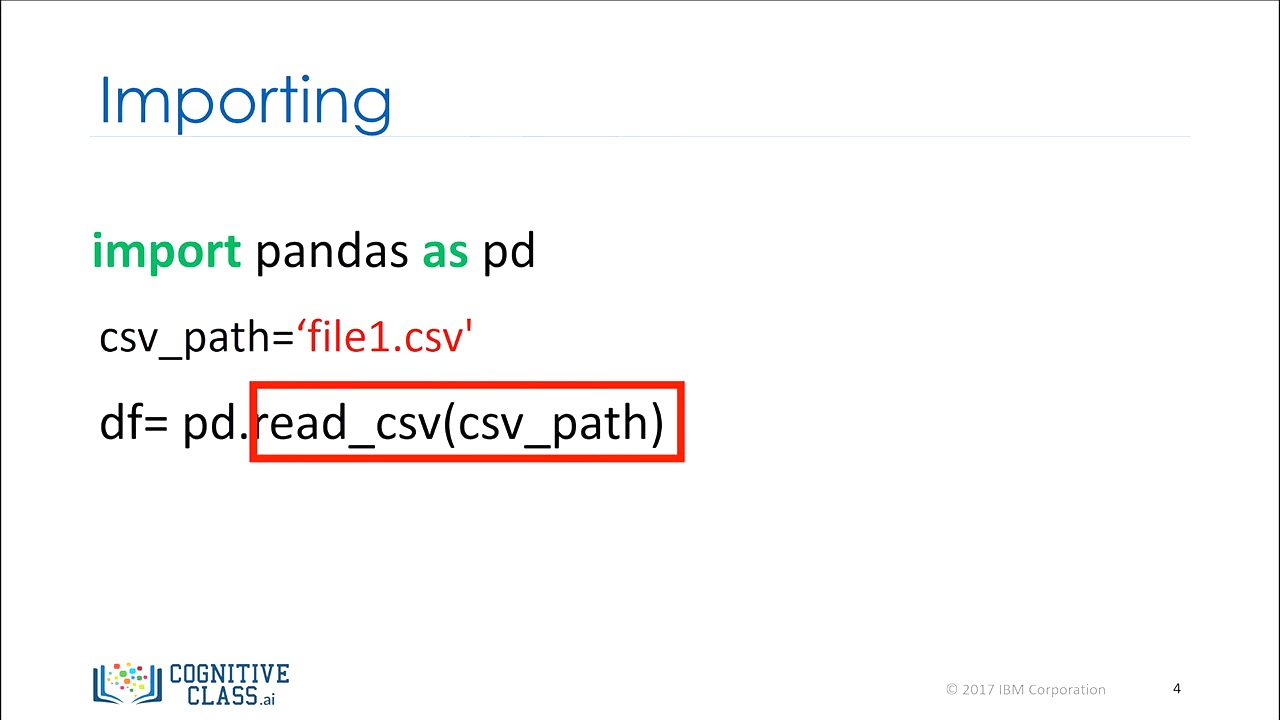 Importing
import pandas as pd
csv_path=‘file1.csv'
df= pd.read_csv(csv_path)
COGNITIVE
CLASS.ai
© 2017 IBM Corporation
4